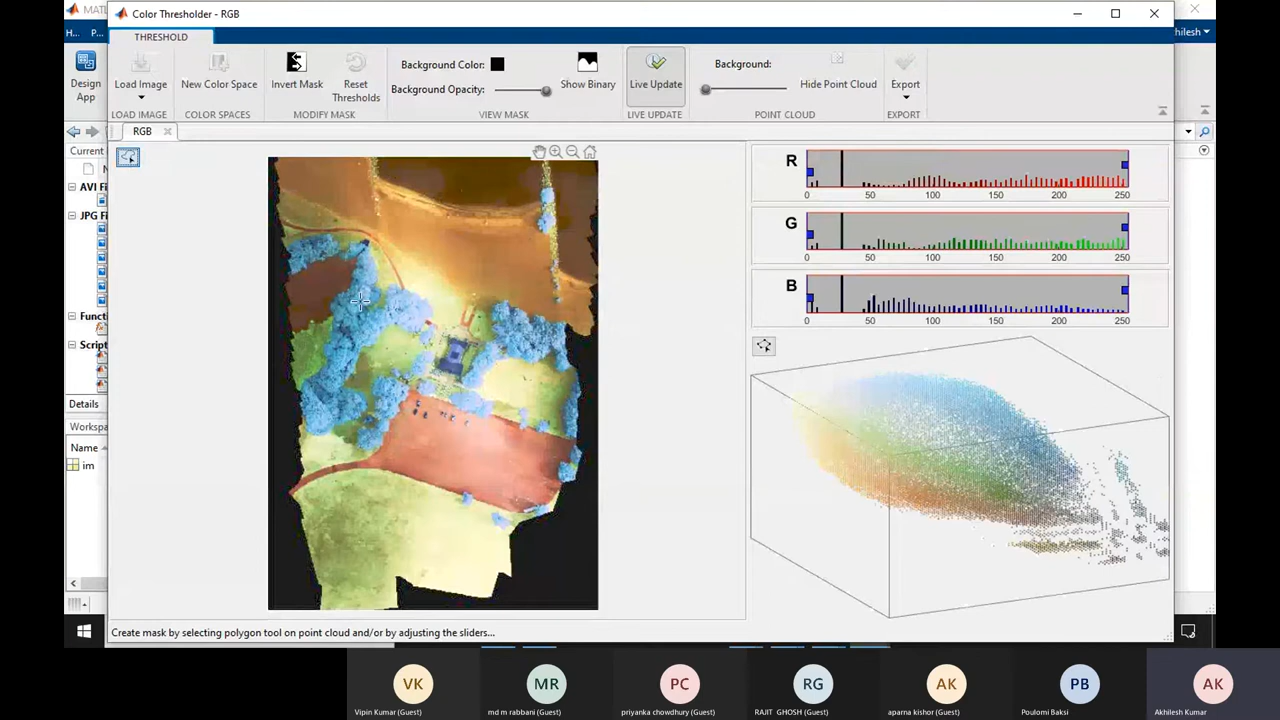 MATL
Color Thresholder - RGB
H... P...
THRESHOLD
khilesh
Design
App
Load Image
New Color Space
Invert Mask
Reset
Thresholds
Background Color:
Background Opacity:
Show Binary
Live Update
Background:
Hide Point Cloud
Export
LOAD IMAGE
COLOR SPACES
MODIFY MASK
VIEW MASK
LIVE UPDATE
POINT CLOUD
EXPORT
RGB
Current
AVI Fi
JPG Fi
Functi
Script
Details
Workspa
Name
im
R
0 50 100 150 200 250
G
0 50 100 150 200 250
B
0 50 100 150 200 250
Create mask by selecting polygon tool on point cloud and/or by adjusting the sliders...
VK
MR
PC
RG
AK
PB
AK
Vipin Kumar (Guest)
md m rabbani (Guest)
priyanka chowdhury (Guest)
RAJIT GHOSH (Guest)
aparna kishor (Guest)
Poulomi Baksi
Akhilesh Kumar